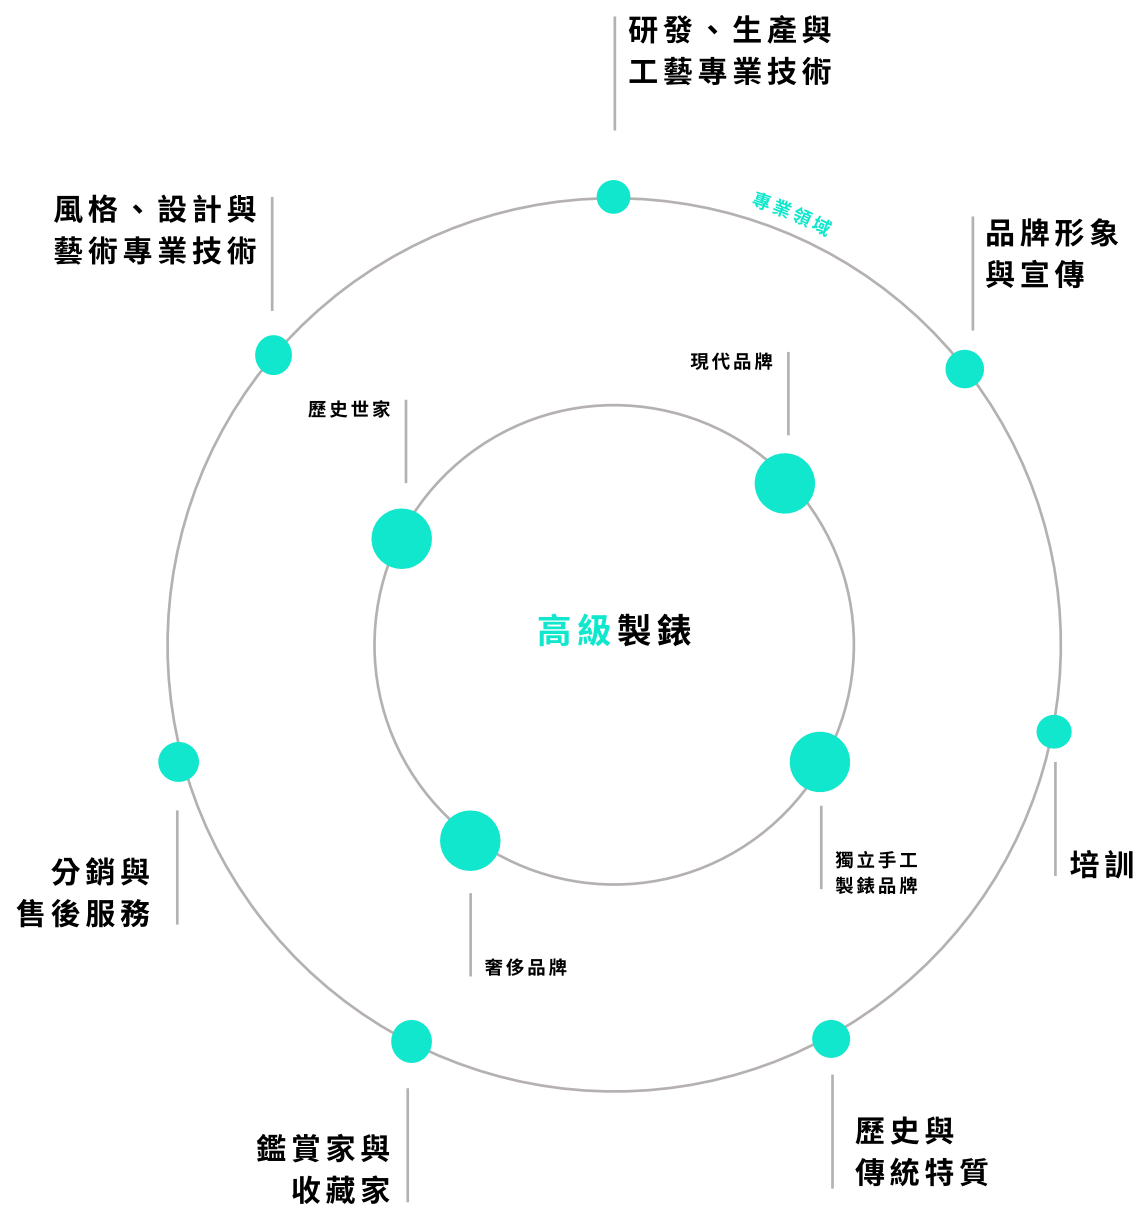 研發、生產與
工藝專業技術
專業領域
風格、設計與
藝術專業技術
品牌形象
與宣傳
現代品牌
歷史世家
高級製錶
獨立手工
製錶品牌
培訓
分銷與
售後服務
奢侈品牌
歷史與
傳統特質
鑑賞家與
收藏家